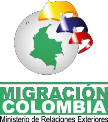 MIGRACIÓN
COLOMBIA
Ministerio de Relaciones Exteriores